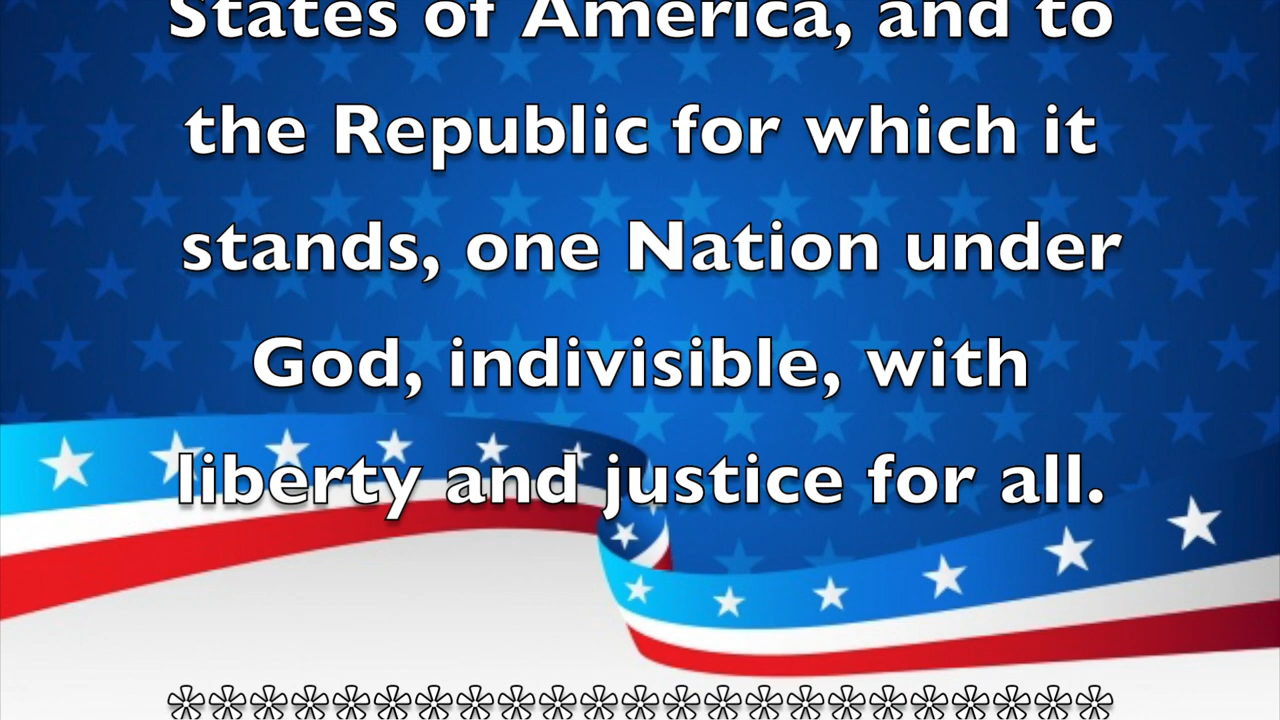 States of America, and to
the Republic for which it
stands, one Nation under
God, indivisible, with
liberty and justice for all.
***********************